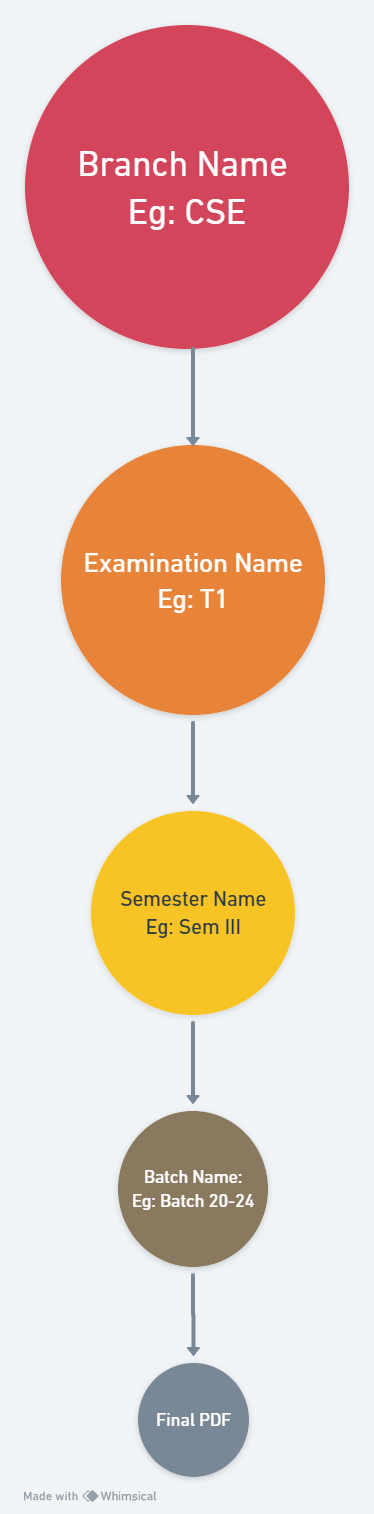 Branch Name
Eg: CSE
Examination Name
Eg: T1
Semester Name
Eg: Sem III
Batch Name:
Eg: Batch 20-24
Final PDF
Made with Whimsical